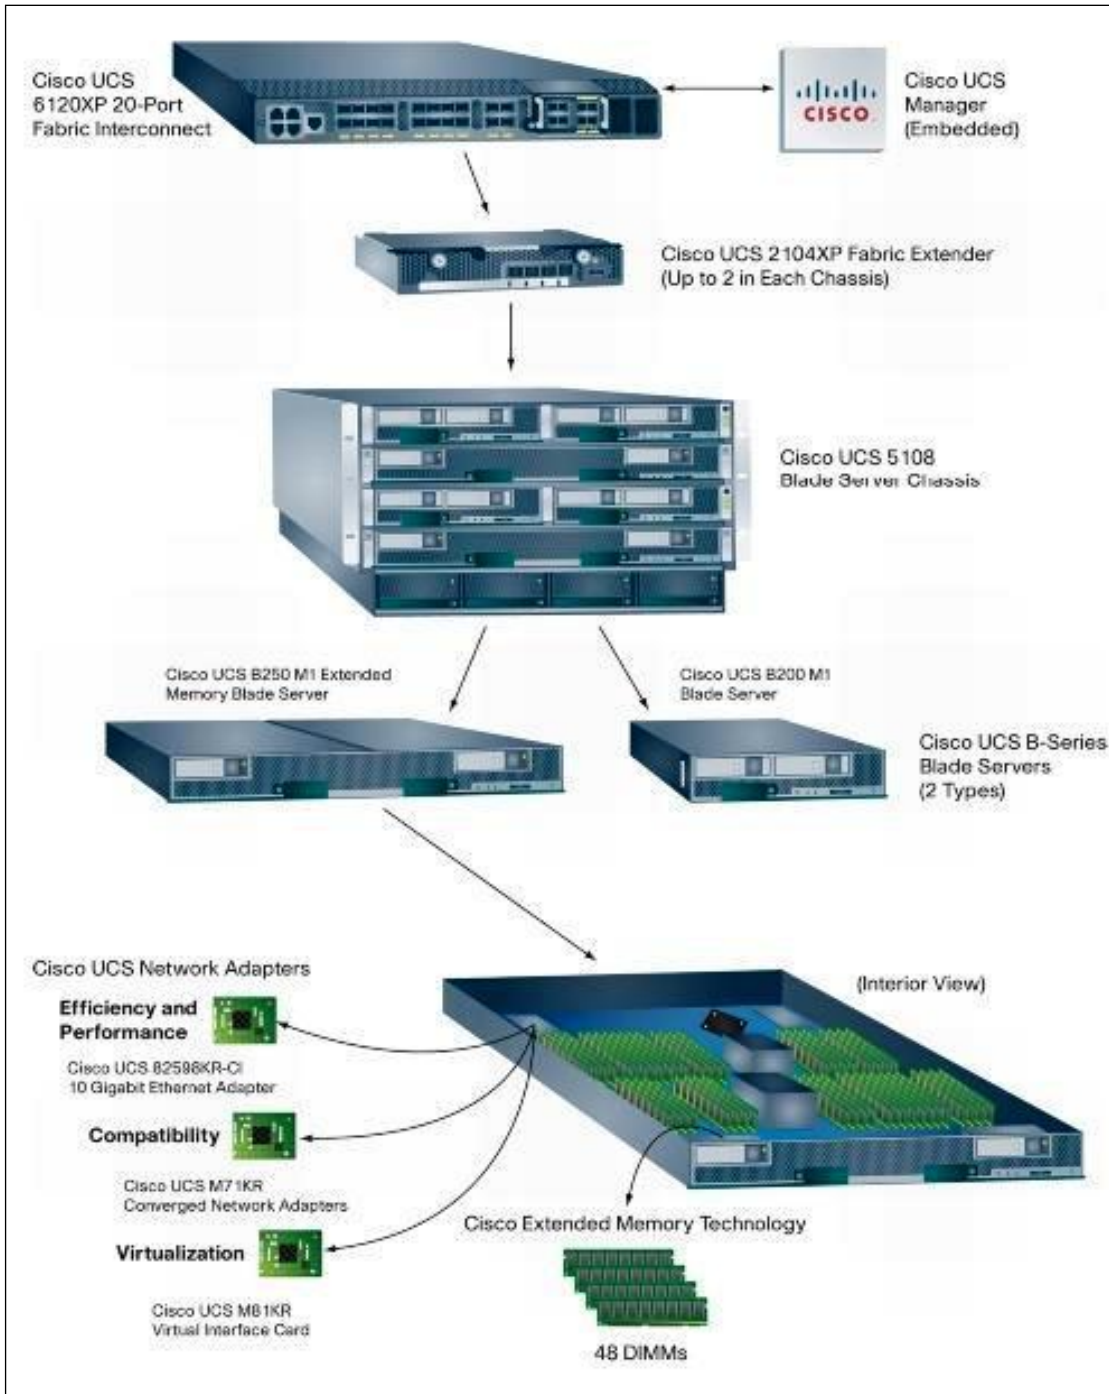 Cisco UCS
6120XP 20-Port
Fabric Interconnect
CISCO
Cisco UCS
Manager
(Embedded)
Cisco UCS 2104XP Fabric Extender
(Up to 2 in Each Chassis)
Cisco UCS 5108
Blade Server Chassis
Cisco UCS B250 M1 Extended
Memory Blade Server
Cisco UCS B200 M1
Blade Server
Cisco UCS B-Series
Blade Servers
(2 Types)
Cisco UCS Network Adapters
(Interior View)
Efficiency and
Performance
Cisco UCS 82598KR-CI
10 Gigabit Ethernet Adapter
Compatibility
Cisco UCS M71KR
Converged Network Adapters
Virtualization
Cisco UCS M81KR
Virtual Interface Card
Cisco Extended Memory Technology
48 DIMMs